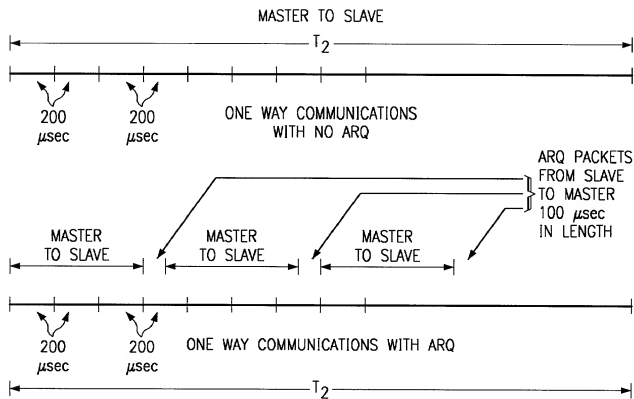 MASTER TO SLAVE
T2
200
μsec
200
μsec
ONE WAY COMMUNICATIONS
WITH NO ARQ
ARQ PACKETS
FROM SLAVE
TO MASTER
100 μsec
IN LENGTH
MASTER
TO SLAVE
MASTER
TO SLAVE
MASTER
TO SLAVE
200
μsec
200
μsec
ONE WAY COMMUNICATIONS WITH ARQ
T2